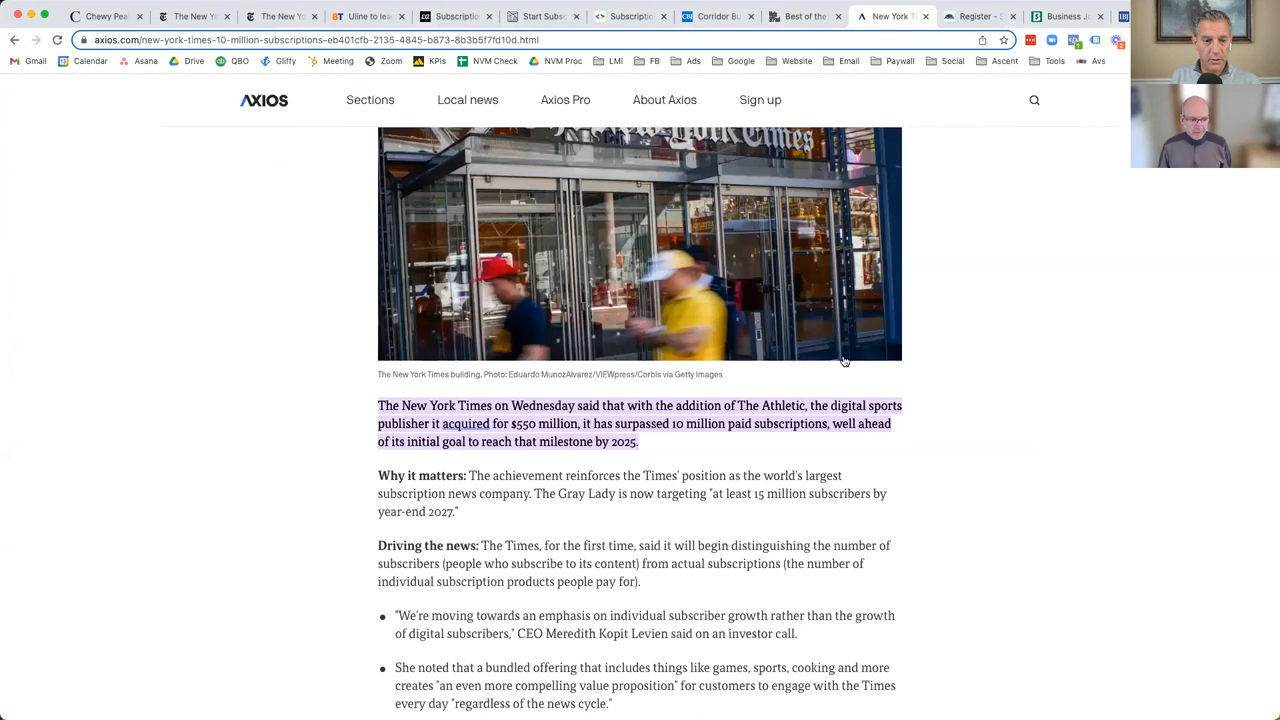 Chewy Pea
The New Y
The New Yo
Uline to lea
Subscription
Start Subsc
Subscriptio
Corridor Bu
Best of the
New York T
Register – S
Business Ja
axios.com/new-york-times-10-million-subscriptions-eb401cfb-2135-4845-b873-8b3b5f7fd10d.html
Gmail Calendar Asana Drive QBO Gliffy Meeting Zoom KPIs NVM Check NVM Proc LMI FB Ads Google Website Email Paywall Social Ascent Tools Avs
AXIOS Sections Local news Axios Pro About Axios Sign up
The New York Times building. Photo: Eduardo MunozAlvarez/VIEWpress/Corbis via Getty Images
The New York Times on Wednesday said that with the addition of The Athletic, the digital sports
publisher it acquired for $550 million, it has surpassed 10 million paid subscriptions, well ahead
of its initial goal to reach that milestone by 2025.
Why it matters: The achievement reinforces the Times' position as the world's largest
subscription news company. The Gray Lady is now targeting "at least 15 million subscribers by
year-end 2027."
Driving the news: The Times, for the first time, said it will begin distinguishing the number of
subscribers (people who subscribe to its content) from actual subscriptions (the number of
individual subscription products people pay for).
"We're moving towards an emphasis on individual subscriber growth rather than the growth
of digital subscribers," CEO Meredith Kopit Levien said on an investor call.
She noted that a bundled offering that includes things like games, sports, cooking and more
creates "an even more compelling value proposition" for customers to engage with the Times
every day "regardless of the news cycle."